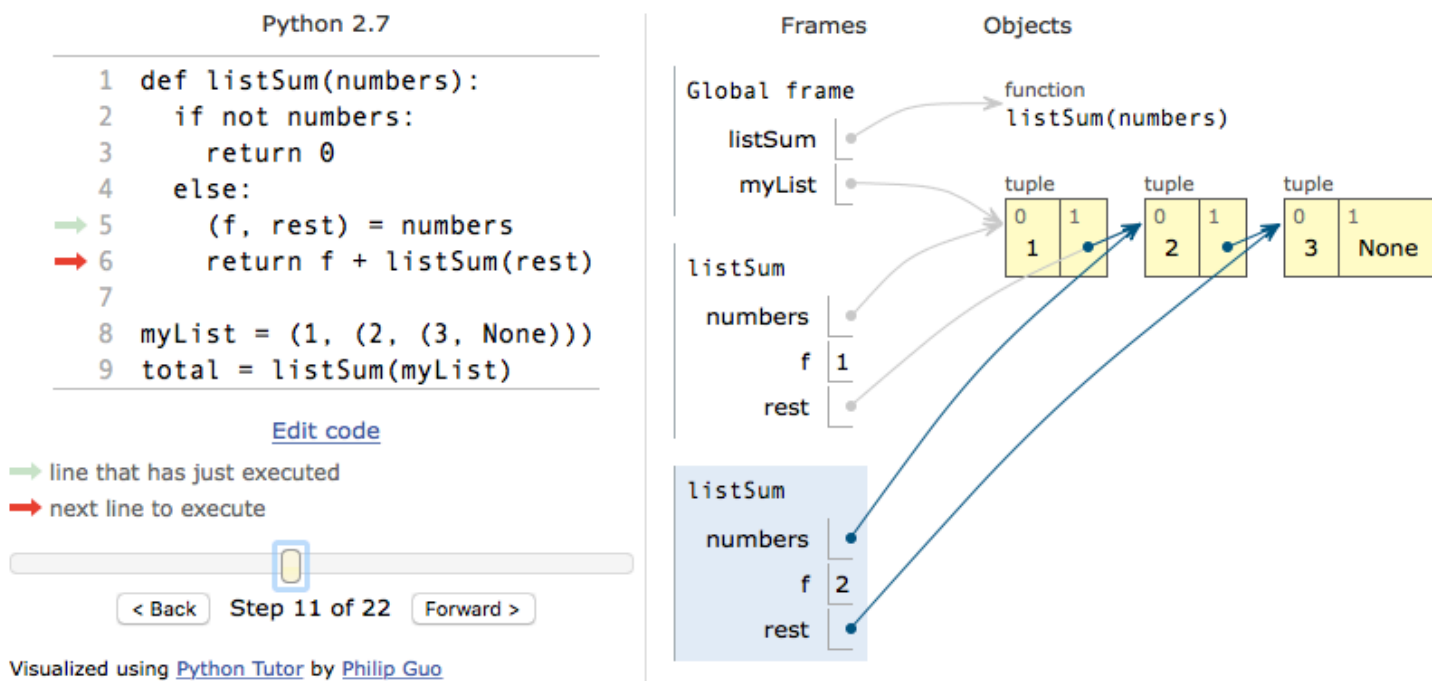 Python 2.7
1 def listSum(numbers):
2   if not numbers:
3     return 0
4   else:
5     (f, rest) = numbers
6     return f + listSum(rest)
7
8 myList = (1, (2, (3, None)))
9 total = listSum(myList)
Edit code
line that has just executed
next line to execute
< Back Step 11 of 22 Forward >
Visualized using Python Tutor by Philip Guo
Frames Objects
Global frame
listSum
myList
function
listSum(numbers)
tuple tuple tuple
0 1 0 1 0 1
1 2 3 None
listSum
numbers
f 1
rest
listSum
numbers
f 2
rest